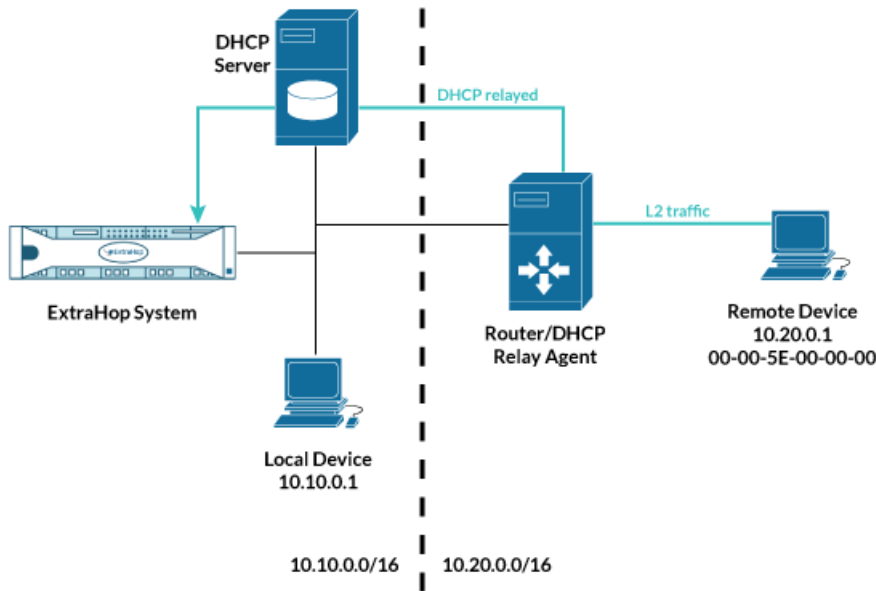 DHCP
Server
DHCP relayed
L2 traffic
ExtraHop
ExtraHop System
Router/DHCP
Relay Agent
Remote Device
10.20.0.1
00-00-5E-00-00-00
Local Device
10.10.0.1
10.10.0.0/16
10.20.0.0/16